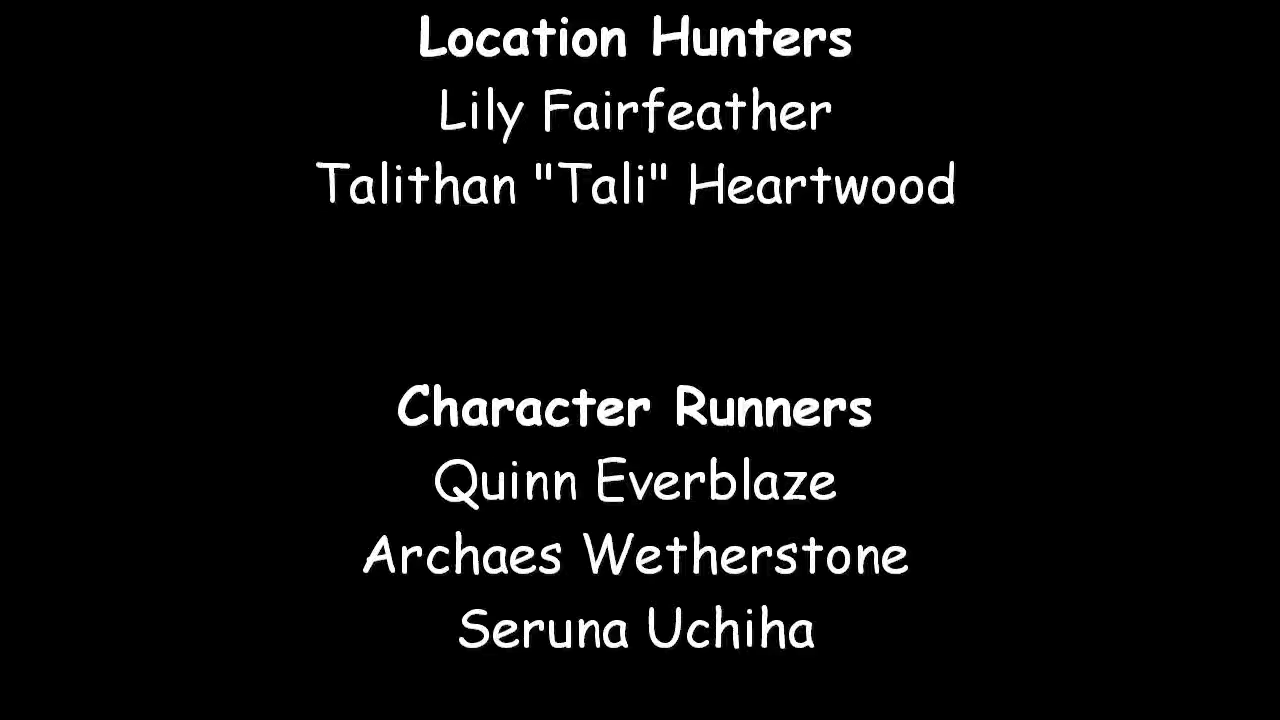 Location Hunters
Lily Fairfeather
Talithan "Tali" Heartwood
Character Runners
Quinn Everblaze
Archaes Wetherstone
Seruna Uchiha